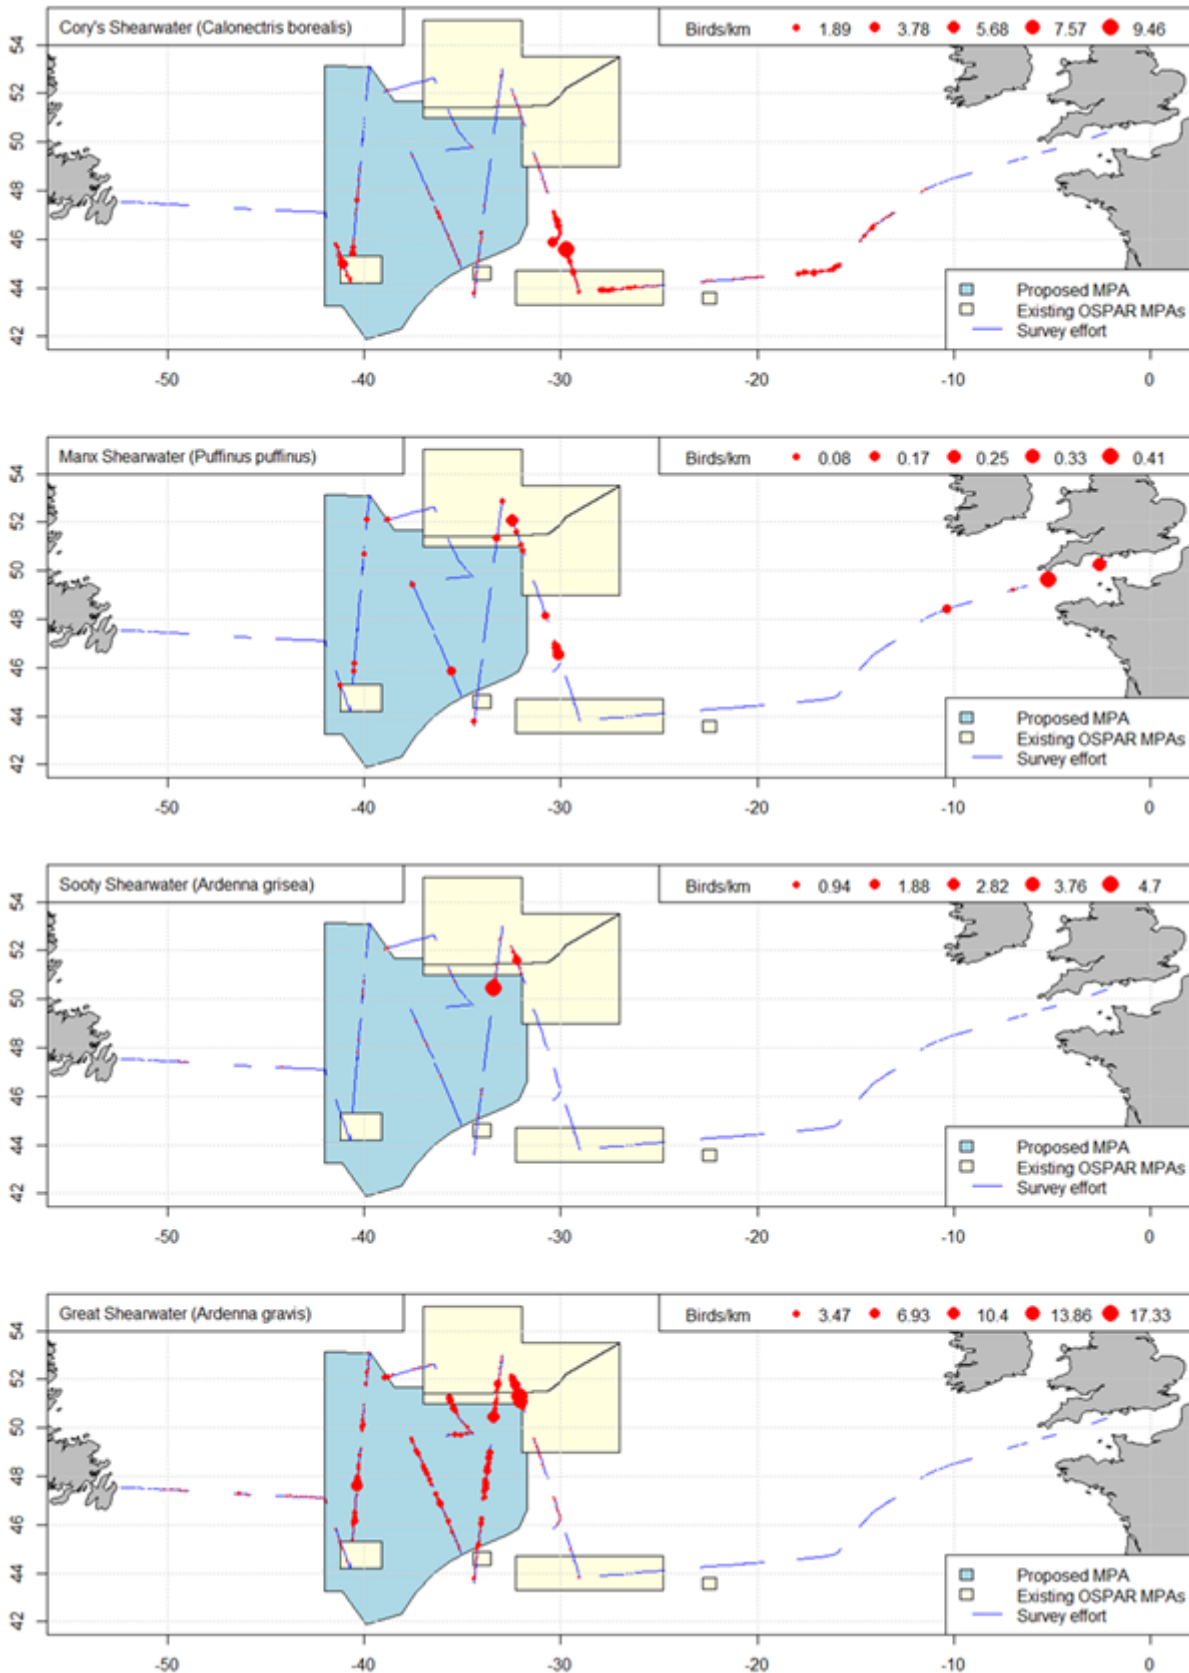 Cory's Shearwater (Calonectris borealis)
Birds/km 1.89 3.78 5.68 7.57 9.46
54
52
50
48
46
44
42
Proposed MPA
Existing OSPAR MPAs
Survey effort
-50 -40 -30 -20 -10 0
Manx Shearwater (Puffinus puffinus)
Birds/km 0.08 0.17 0.25 0.33 0.41
54
52
50
48
46
44
42
Proposed MPA
Existing OSPAR MPAs
Survey effort
-50 -40 -30 -20 -10 0
Sooty Shearwater (Ardenna grisea)
Birds/km 0.94 1.88 2.82 3.76 4.7
54
52
50
48
46
44
42
Proposed MPA
Existing OSPAR MPAs
Survey effort
-50 -40 -30 -20 -10 0
Great Shearwater (Ardenna gravis)
Birds/km 3.47 6.93 10.4 13.86 17.33
54
52
50
48
46
44
42
Proposed MPA
Existing OSPAR MPAs
Survey effort
-50 -40 -30 -20 -10 0